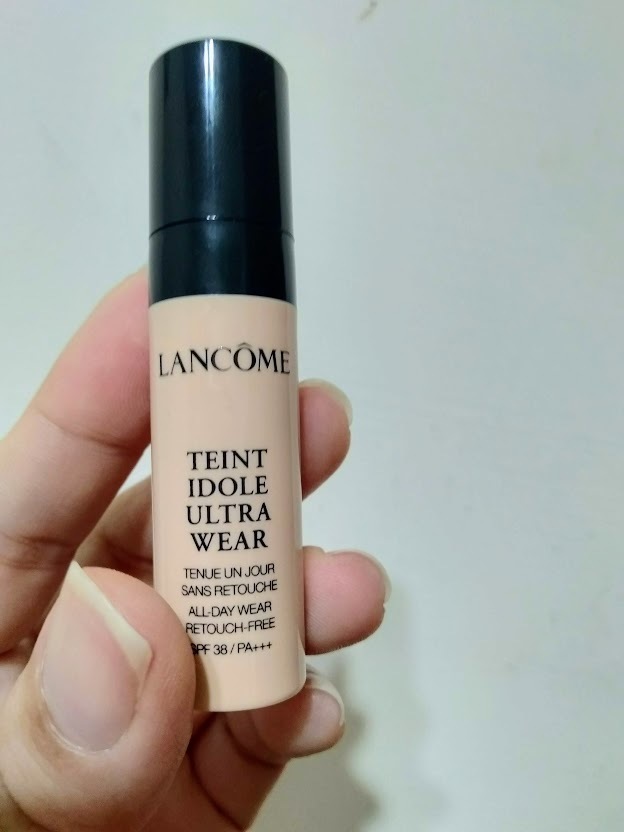 LANCÔME
TEINT
IDOLE
ULTRA
WEAR
TENUE UN JOUR
SANS RETOUCHE
ALL-DAY WEAR
RETOUCH-FREE
SPF 38 / PA+++